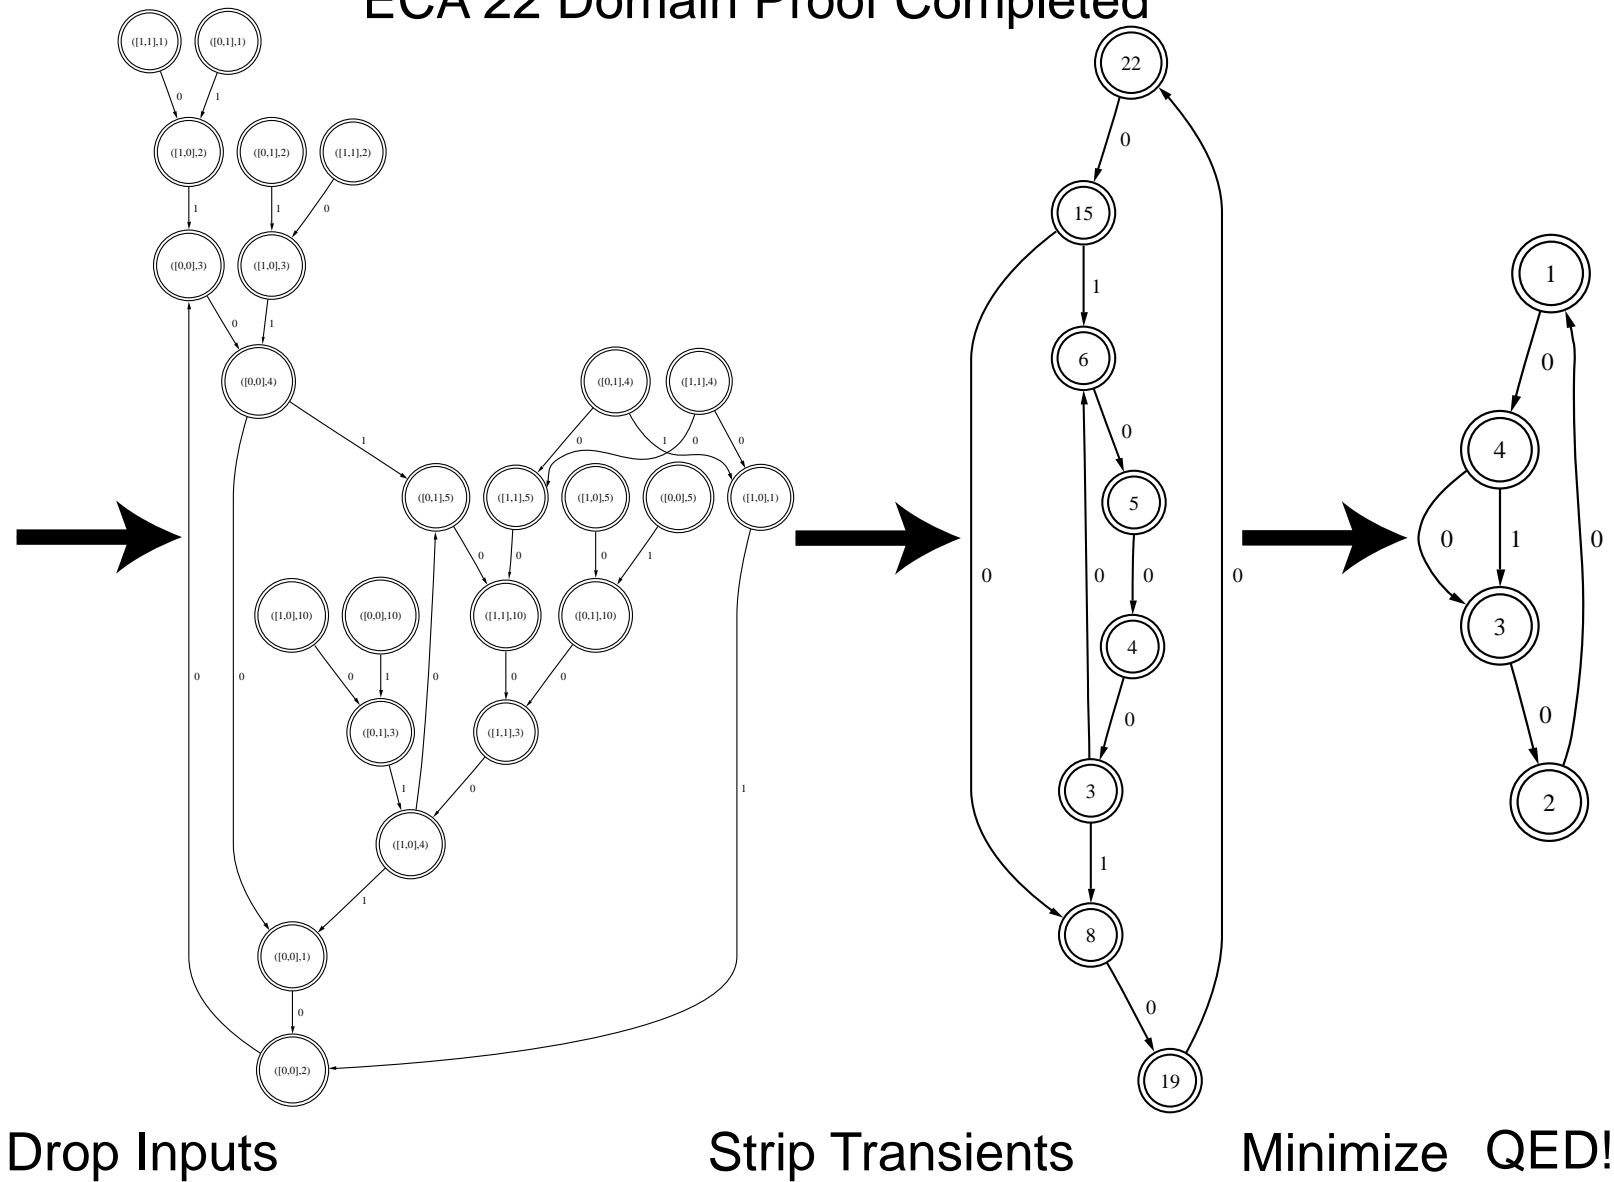 ECA 22 Domain Proof Completed
([1,1],1) ([0,1],1)
0 1
([1,0],2) ([0,1],2) ([1,1],2)
1 1 0
([0,0],3) ([1,0],3)
0 1
([0,0],4) ([0,1],4) ([1,1],4)
1 0 1 0 0
([0,1],5) ([1,1],5) ([1,0],5) ([0,0],5) ([1,0],1)
0 0 0 1
([1,0],10) ([0,0],10) ([1,1],10) ([0,1],10)
0 0 0 1 0 0 0
([0,1],3) ([1,1],3)
1 0 1
([1,0],4)
1
([0,0],1)
0
([0,0],2)
22
0
15
1
6
0
5
0 0 0 0
4
0
3
1
8
0
19
1
0
4
0 1 0
3
0
2
Drop Inputs
Strip Transients
Minimize
QED!